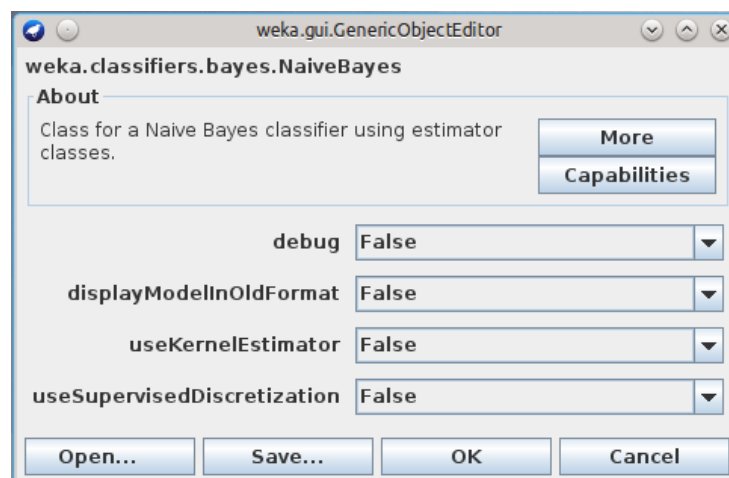 weka.gui.GenericObjectEditor
weka.classifiers.bayes.NaiveBayes
About
Class for a Naive Bayes classifier using estimator
classes.
More
Capabilities
debug False
displayModelInOldFormat False
useKernelEstimator False
useSupervisedDiscretization False
Open... Save... OK Cancel